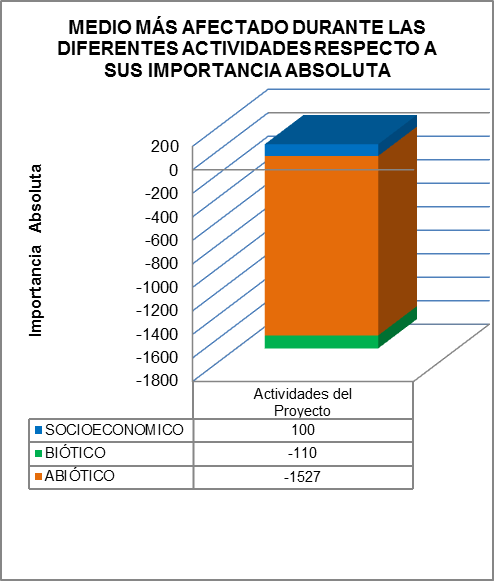 MEDIO MÁS AFECTADO DURANTE LAS
DIFERENTES ACTIVIDADES RESPECTO A
SUS IMPORTANCIA ABSOLUTA
Importancia Absoluta
200
0
-200
-400
-600
-800
-1000
-1200
-1400
-1600
-1800
Actividades del
Proyecto
SOCIOECONOMICO 100
BIÓTICO -110
ABIÓTICO -1527